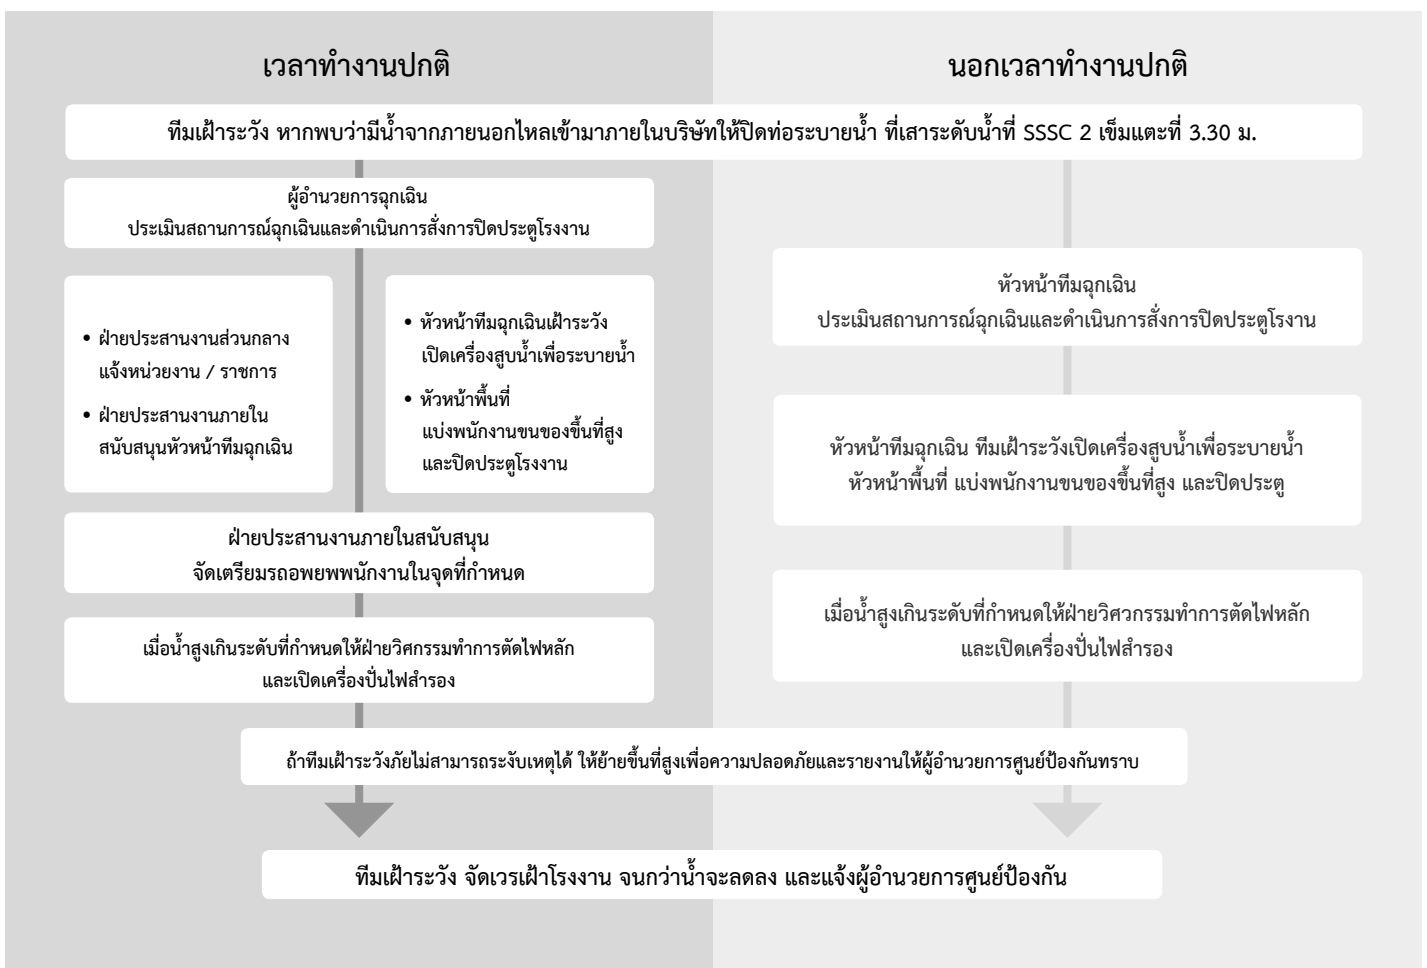 เวลาทำงานปกติ
นอกเวลาทำงานปกติ
ทีมเฝ้าระวัง หากพบว่ามีน้ำจากภายนอกไหลเข้ามาภายในบริษัทให้ปิดท่อระบายน้ำ ที่เสาระดับน้ำที่ SSSC 2 เข็มแตะที่ 3.30 ม.
ผู้อำนวยการฉุกเฉิน
ประเมินสถานการณ์ฉุกเฉินและดำเนินการสั่งการปิดประตูโรงงาน
• ฝ่ายประสานงานส่วนกลาง
แจ้งหน่วยงาน / ราชการ
• ฝ่ายประสานงานภายใน
สนับสนุนหัวหน้าทีมฉุกเฉิน
• หัวหน้าทีมฉุกเฉินเฝ้าระวัง
เปิดเครื่องสูบน้ำเพื่อระบายน้ำ
• หัวหน้าพื้นที่
แบ่งพนักงานขนของขึ้นที่สูง
และปิดประตูโรงงาน
ฝ่ายประสานงานภายในสนับสนุน
จัดเตรียมรถอพยพพนักงานในจุดที่กำหนด
เมื่อน้ำสูงเกินระดับที่กำหนดให้ฝ่ายวิศกรรมทำการตัดไฟหลัก
และเปิดเครื่องปั่นไฟสำรอง
หัวหน้าทีมฉุกเฉิน
ประเมินสถานการณ์ฉุกเฉินและดำเนินการสั่งการปิดประตูโรงาน
หัวหน้าทีมฉุกเฉิน ทีมเฝ้าระวังเปิดเครื่องสูบน้ำเพื่อระบายน้ำ
หัวหน้าพื้นที่ แบ่งพนักงานขนของขึ้นที่สูง และปิดประตู
เมื่อน้ำสูงเกินระดับที่กำหนดให้ฝ่ายวิศวกรรมทำการตัดไฟหลัก
และเปิดเครื่องปั่นไฟสำรอง
ถ้าทีมเฝ้าระวังภัยไม่สามารถระงับเหตุได้ ให้ย้ายขึ้นที่สูงเพื่อความปลอดภัยและรายงานให้ผู้อำนวยการศูนย์ป้องกันทราบ
ทีมเฝ้าระวัง จัดเวรเฝ้าโรงงาน จนกว่าน้ำจะลดลง และแจ้งผู้อำนวยการศูนย์ป้องกัน